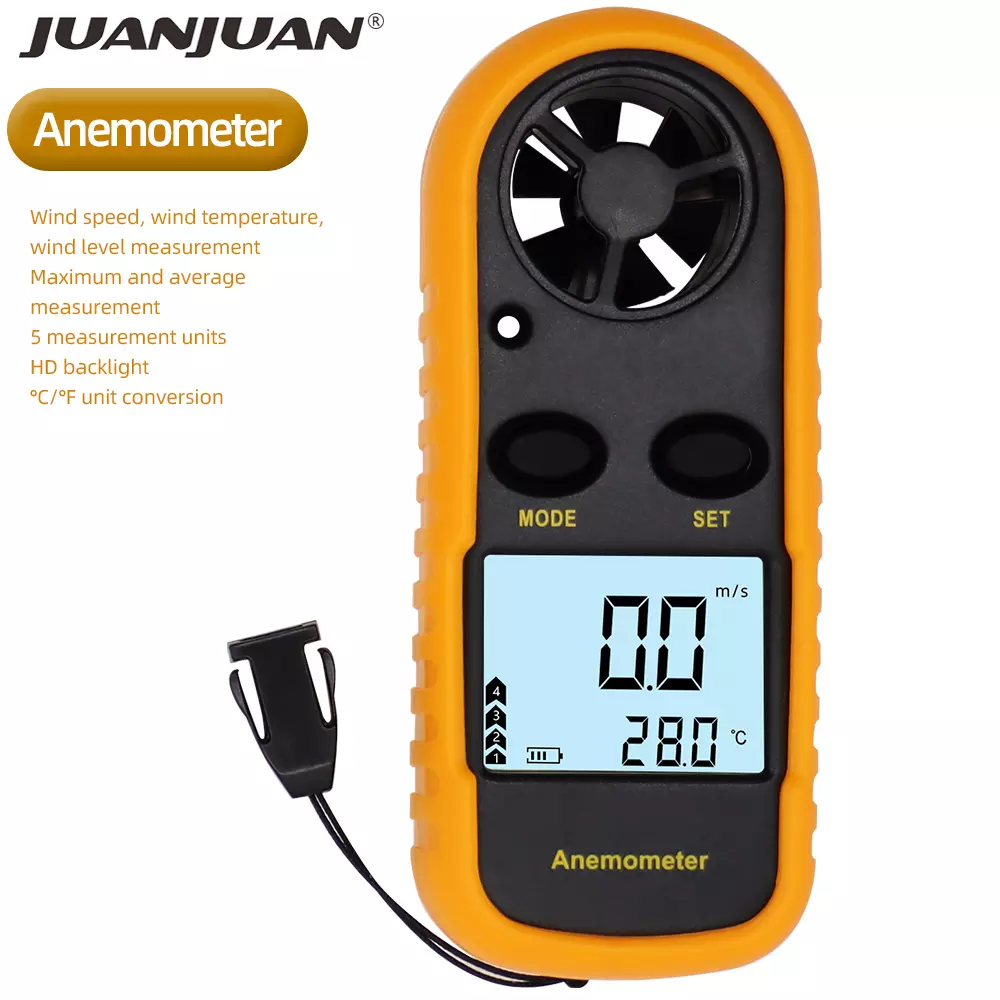 JUANJUAN®
Anemometer
Wind speed, wind temperature,
wind level measurement
Maximum and average
measurement
5 measurement units
HD backlight
℃/℉ unit conversion
MODE SET
m/s
0.0
4
3
2
1
28.0 ℃
Anemometer